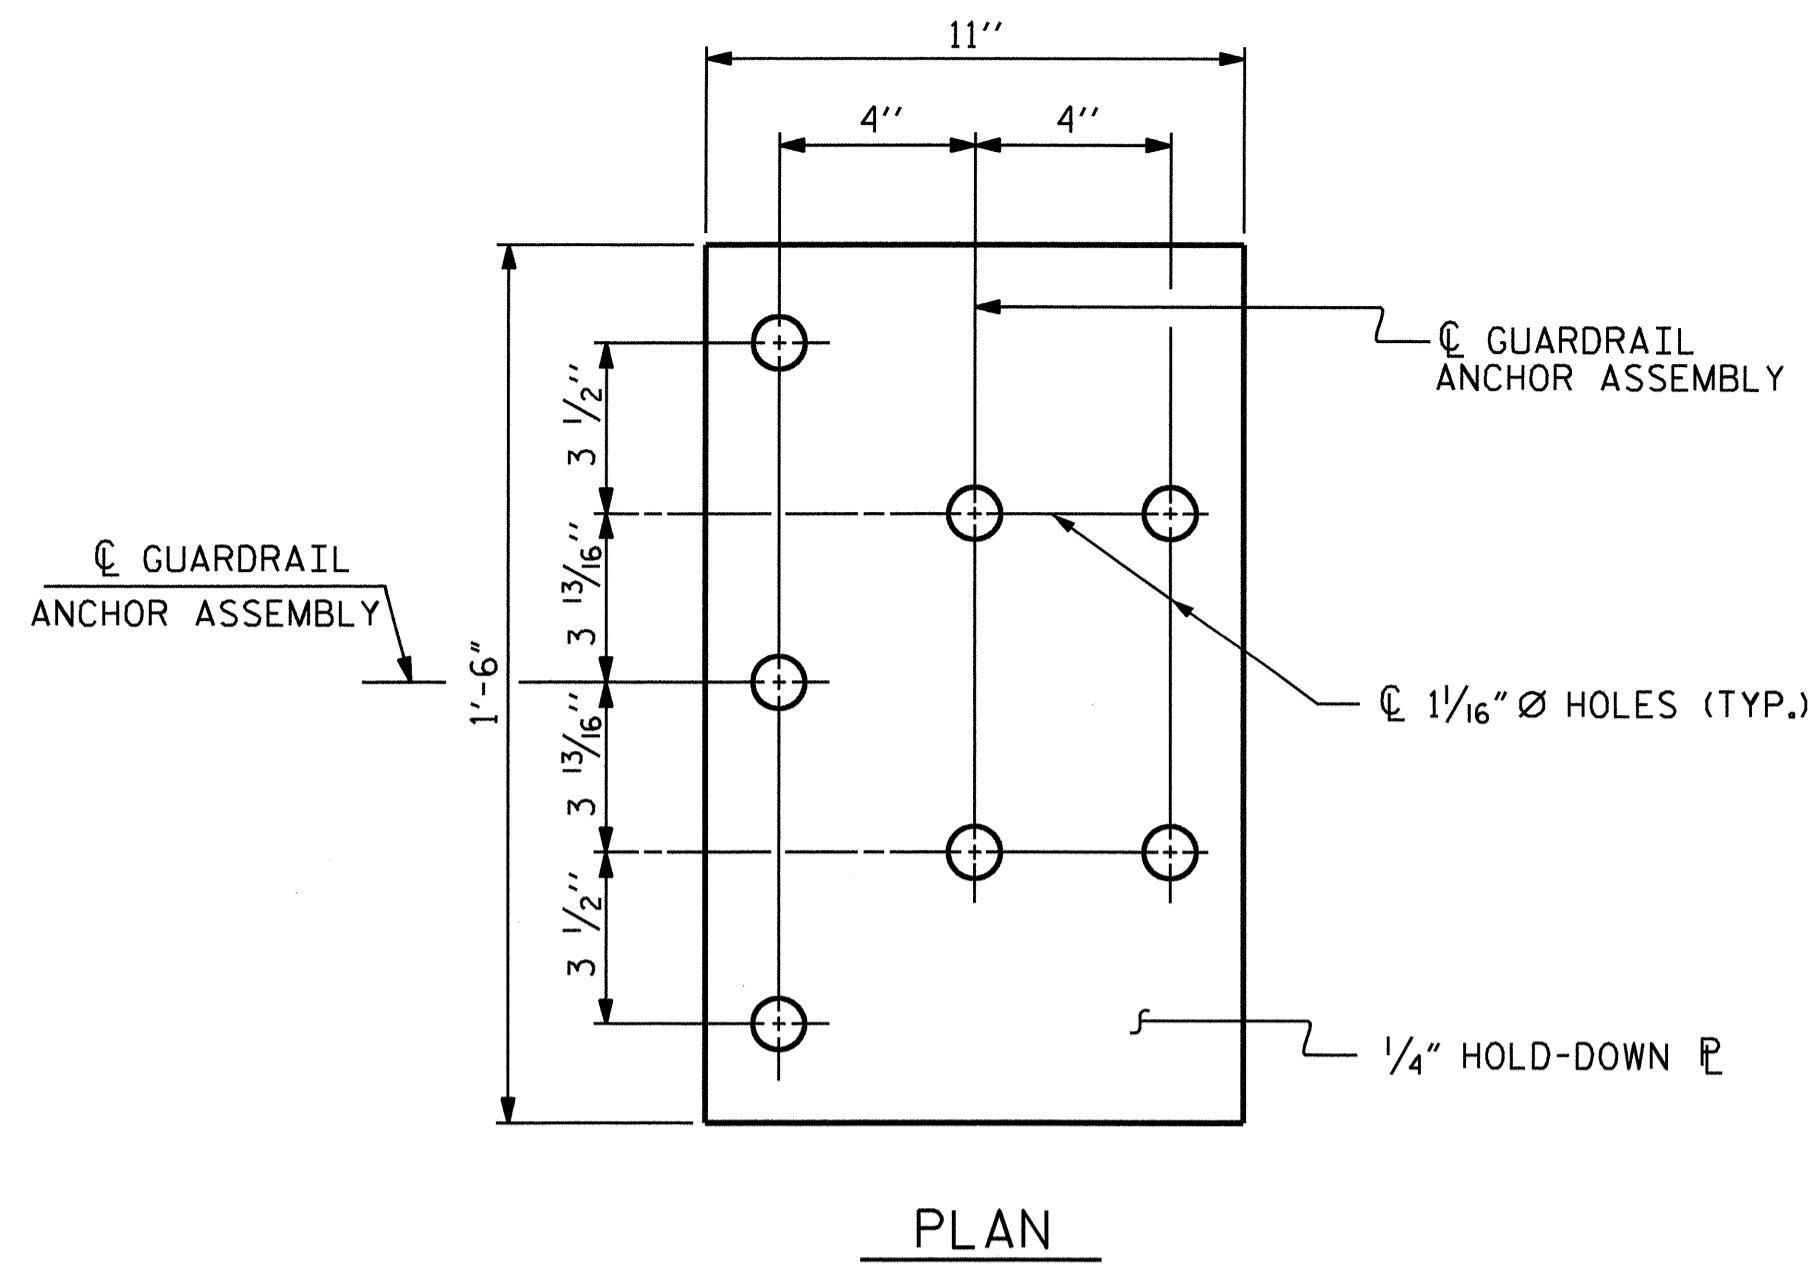 11''
4''
4''
℄ GUARDRAIL
ANCHOR ASSEMBLY
3 1/2''
℄ GUARDRAIL
ANCHOR ASSEMBLY
3 13/16''
1'-6"
3 13/16''
℄ 1 1/16" Ø HOLES (TYP.)
3 1/2''
1/4" HOLD-DOWN ⅊
PLAN